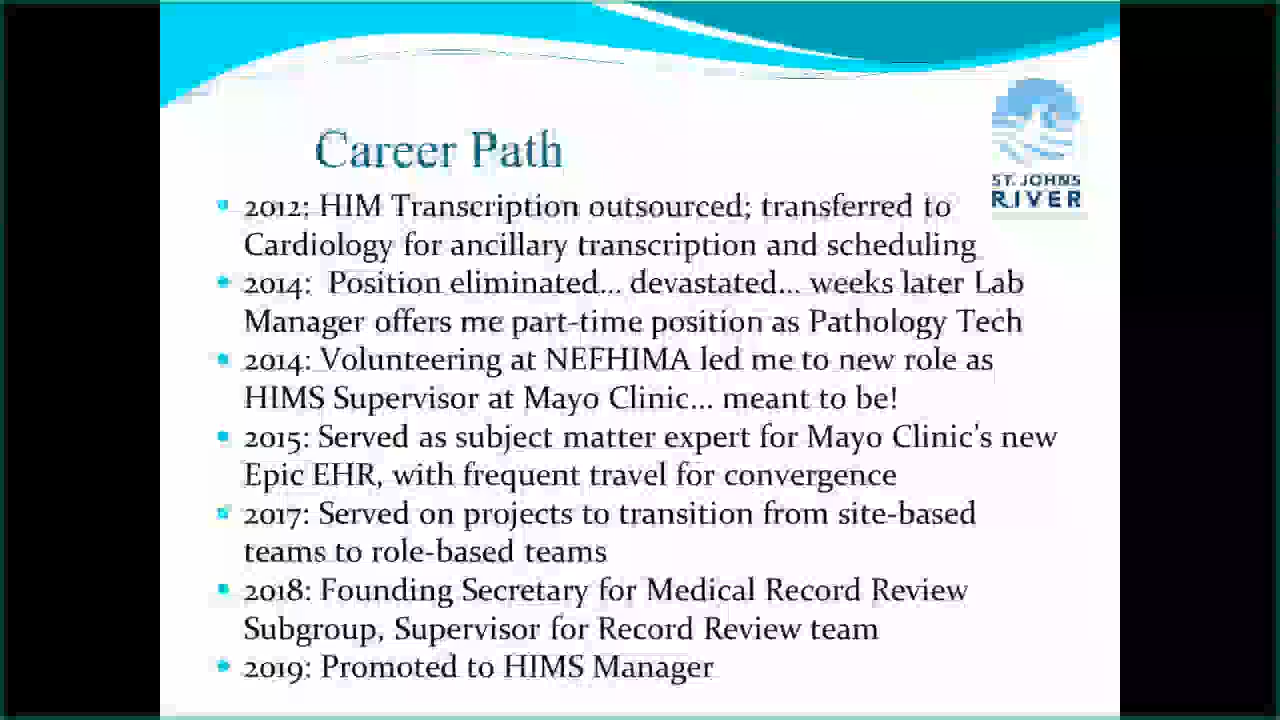 ST. JOHNS
RIVER
Career Path
• 2012: HIM Transcription outsourced; transferred to
Cardiology for ancillary transcription and scheduling
• 2014:  Position eliminated... devastated... weeks later Lab
Manager offers me part-time position as Pathology Tech
• 2014: Volunteering at NEFHIMA led me to new role as
HIMS Supervisor at Mayo Clinic... meant to be!
• 2015: Served as subject matter expert for Mayo Clinic's new
Epic EHR, with frequent travel for convergence
• 2017: Served on projects to transition from site-based
teams to role-based teams
• 2018: Founding Secretary for Medical Record Review
Subgroup, Supervisor for Record Review team
• 2019: Promoted to HIMS Manager